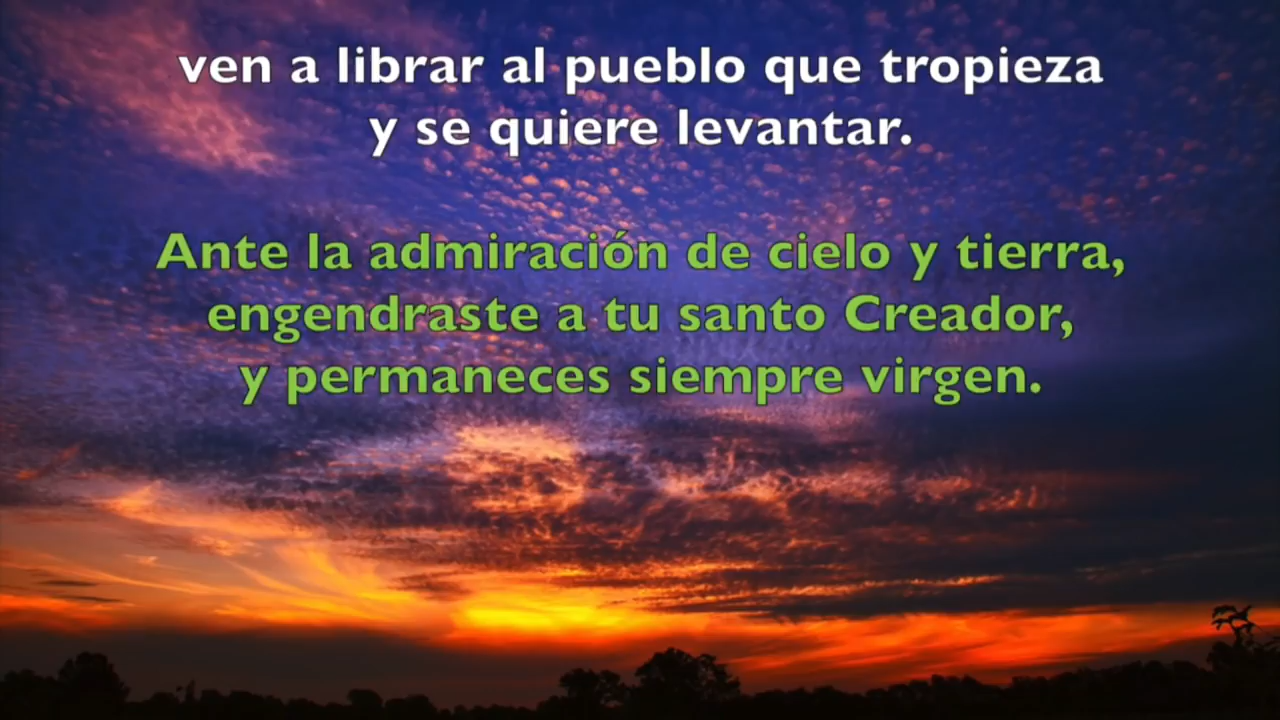 ven a librar al pueblo que tropieza
y se quiere levantar.
Ante la admiración de cielo y tierra,
engendraste a tu santo Creador,
y permaneces siempre virgen.